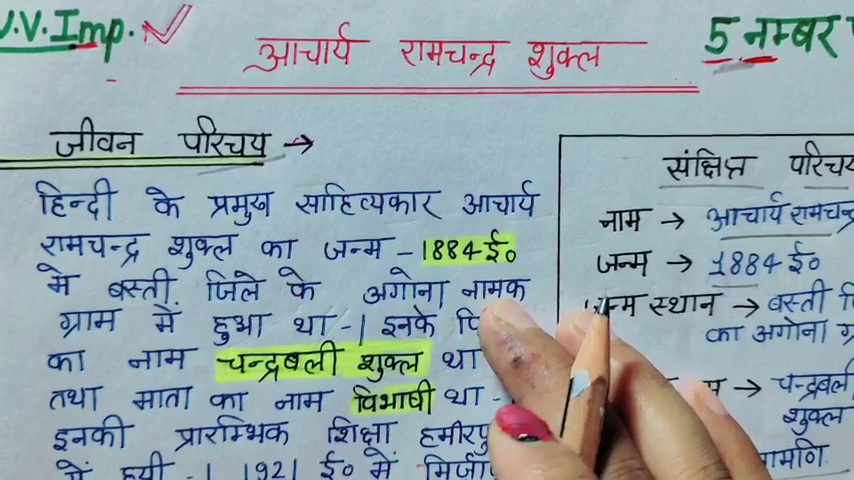 V.V.Imp.
आचार्य रामचन्द्र शुक्ल
5 नम्बर
जीवन परिचय →
हिन्दी के प्रमुख साहित्यकार आचार्य
रामचन्द्र शुक्ल का जन्म - 1884 ई०
मे बस्ती जिले के अगोना नामक
ग्राम में हुआ था - | इनके
का नाम चन्द्रबली शुक्ल था
तथा माता का नाम विभाषी था -
इनकी प्रारम्भिक शिक्षा
में हुयी - | 1921 ई० में
संक्षिप्त परिचय
नाम → आचार्य रामचन्द्र
जन्म → 1884 ई०
जन्म स्थान → बस्ती
का अगोना
→ चन्द्रबली
शुक्ल